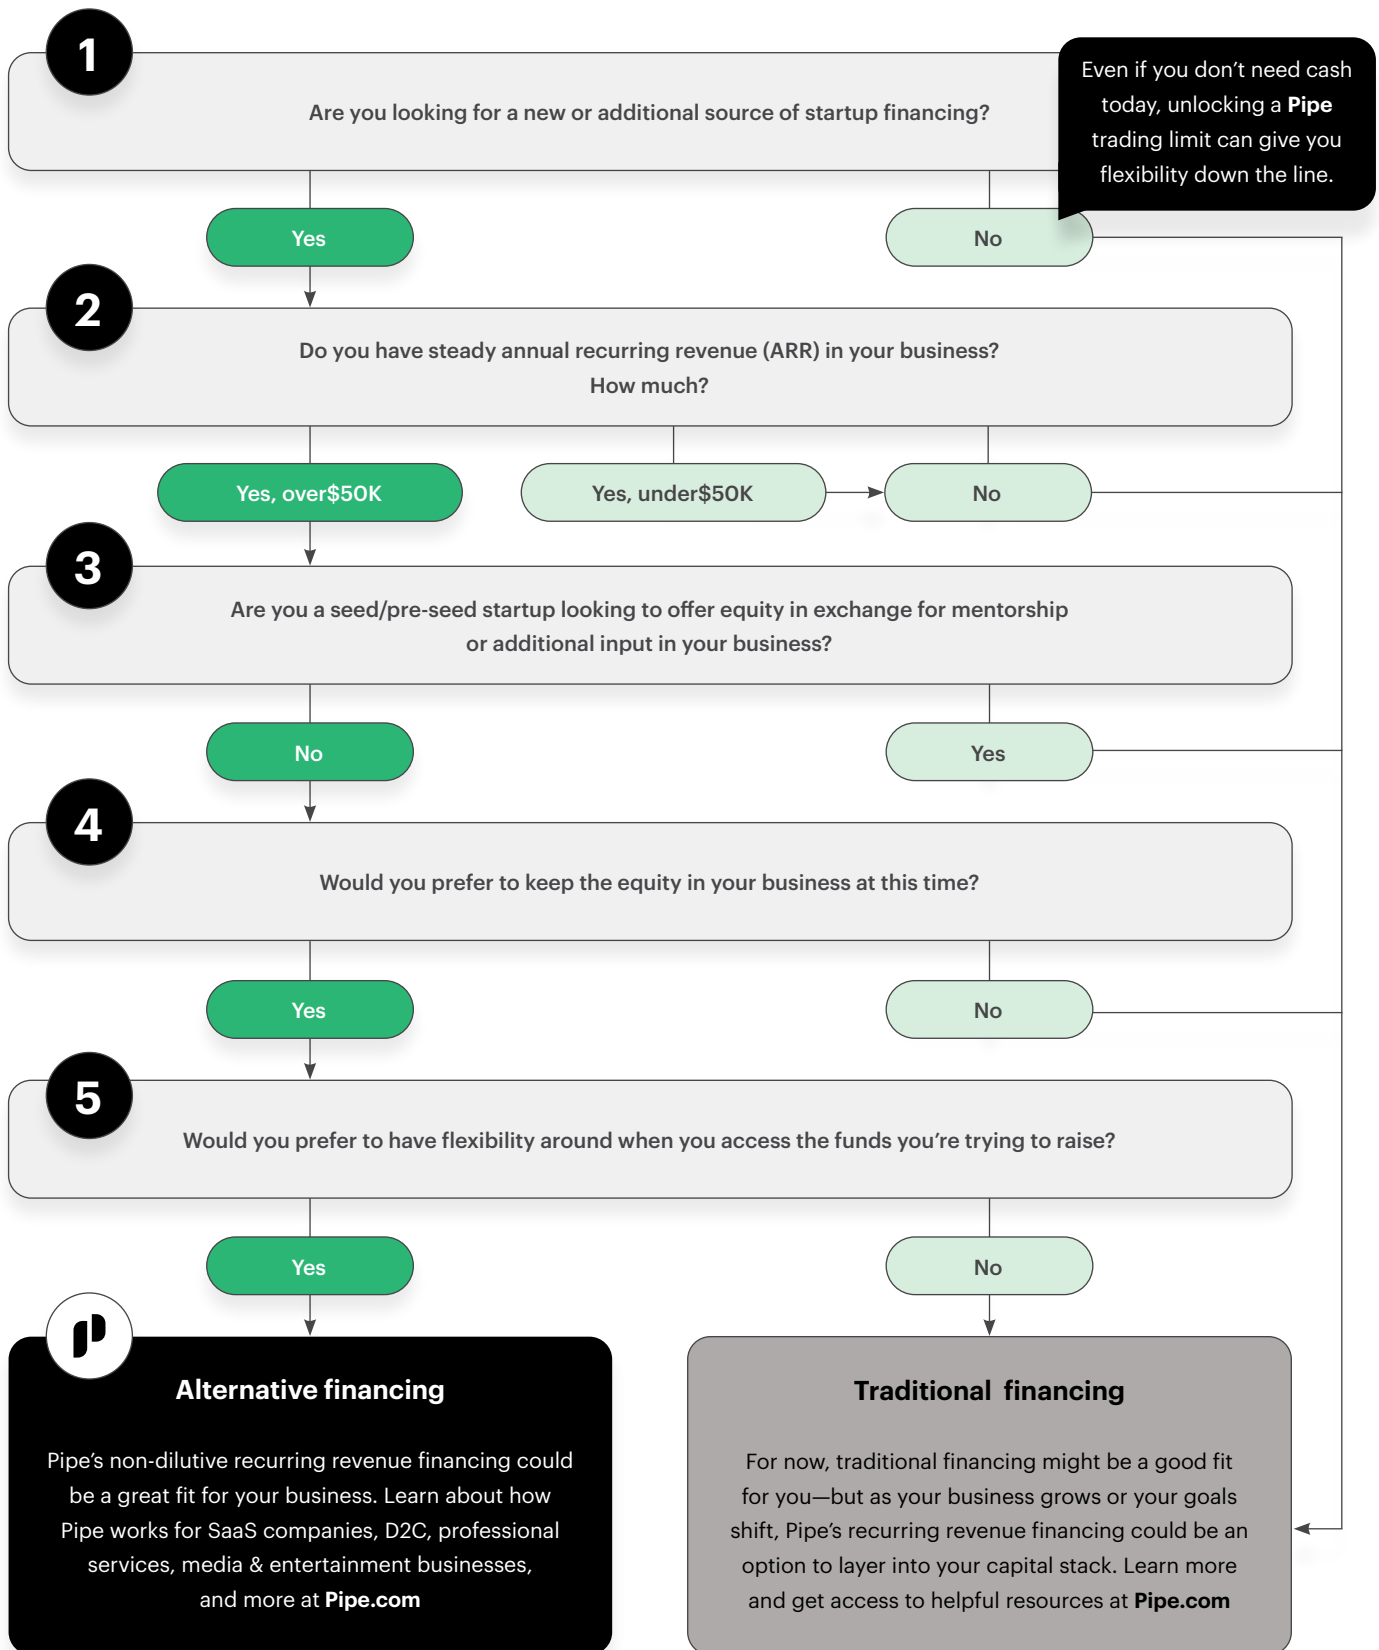 1
Are you looking for a new or additional source of startup financing?
Even if you don't need cash
today, unlocking a Pipe
trading limit can give you
flexibility down the line.
Yes
No
2
Do you have steady annual recurring revenue (ARR) in your business?
How much?
Yes, over$50K
Yes, under$50K
No
3
Are you a seed/pre-seed startup looking to offer equity in exchange for mentorship
or additional input in your business?
No
Yes
4
Would you prefer to keep the equity in your business at this time?
Yes
No
5
Would you prefer to have flexibility around when you access the funds you're trying to raise?
Yes
No
Alternative financing
Pipe's non-dilutive recurring revenue financing could
be a great fit for your business. Learn about how
Pipe works for SaaS companies, D2C, professional
services, media & entertainment businesses,
and more at Pipe.com
Traditional financing
For now, traditional financing might be a good fit
for you—but as your business grows or your goals
shift, Pipe's recurring revenue financing could be an
option to layer into your capital stack. Learn more
and get access to helpful resources at Pipe.com